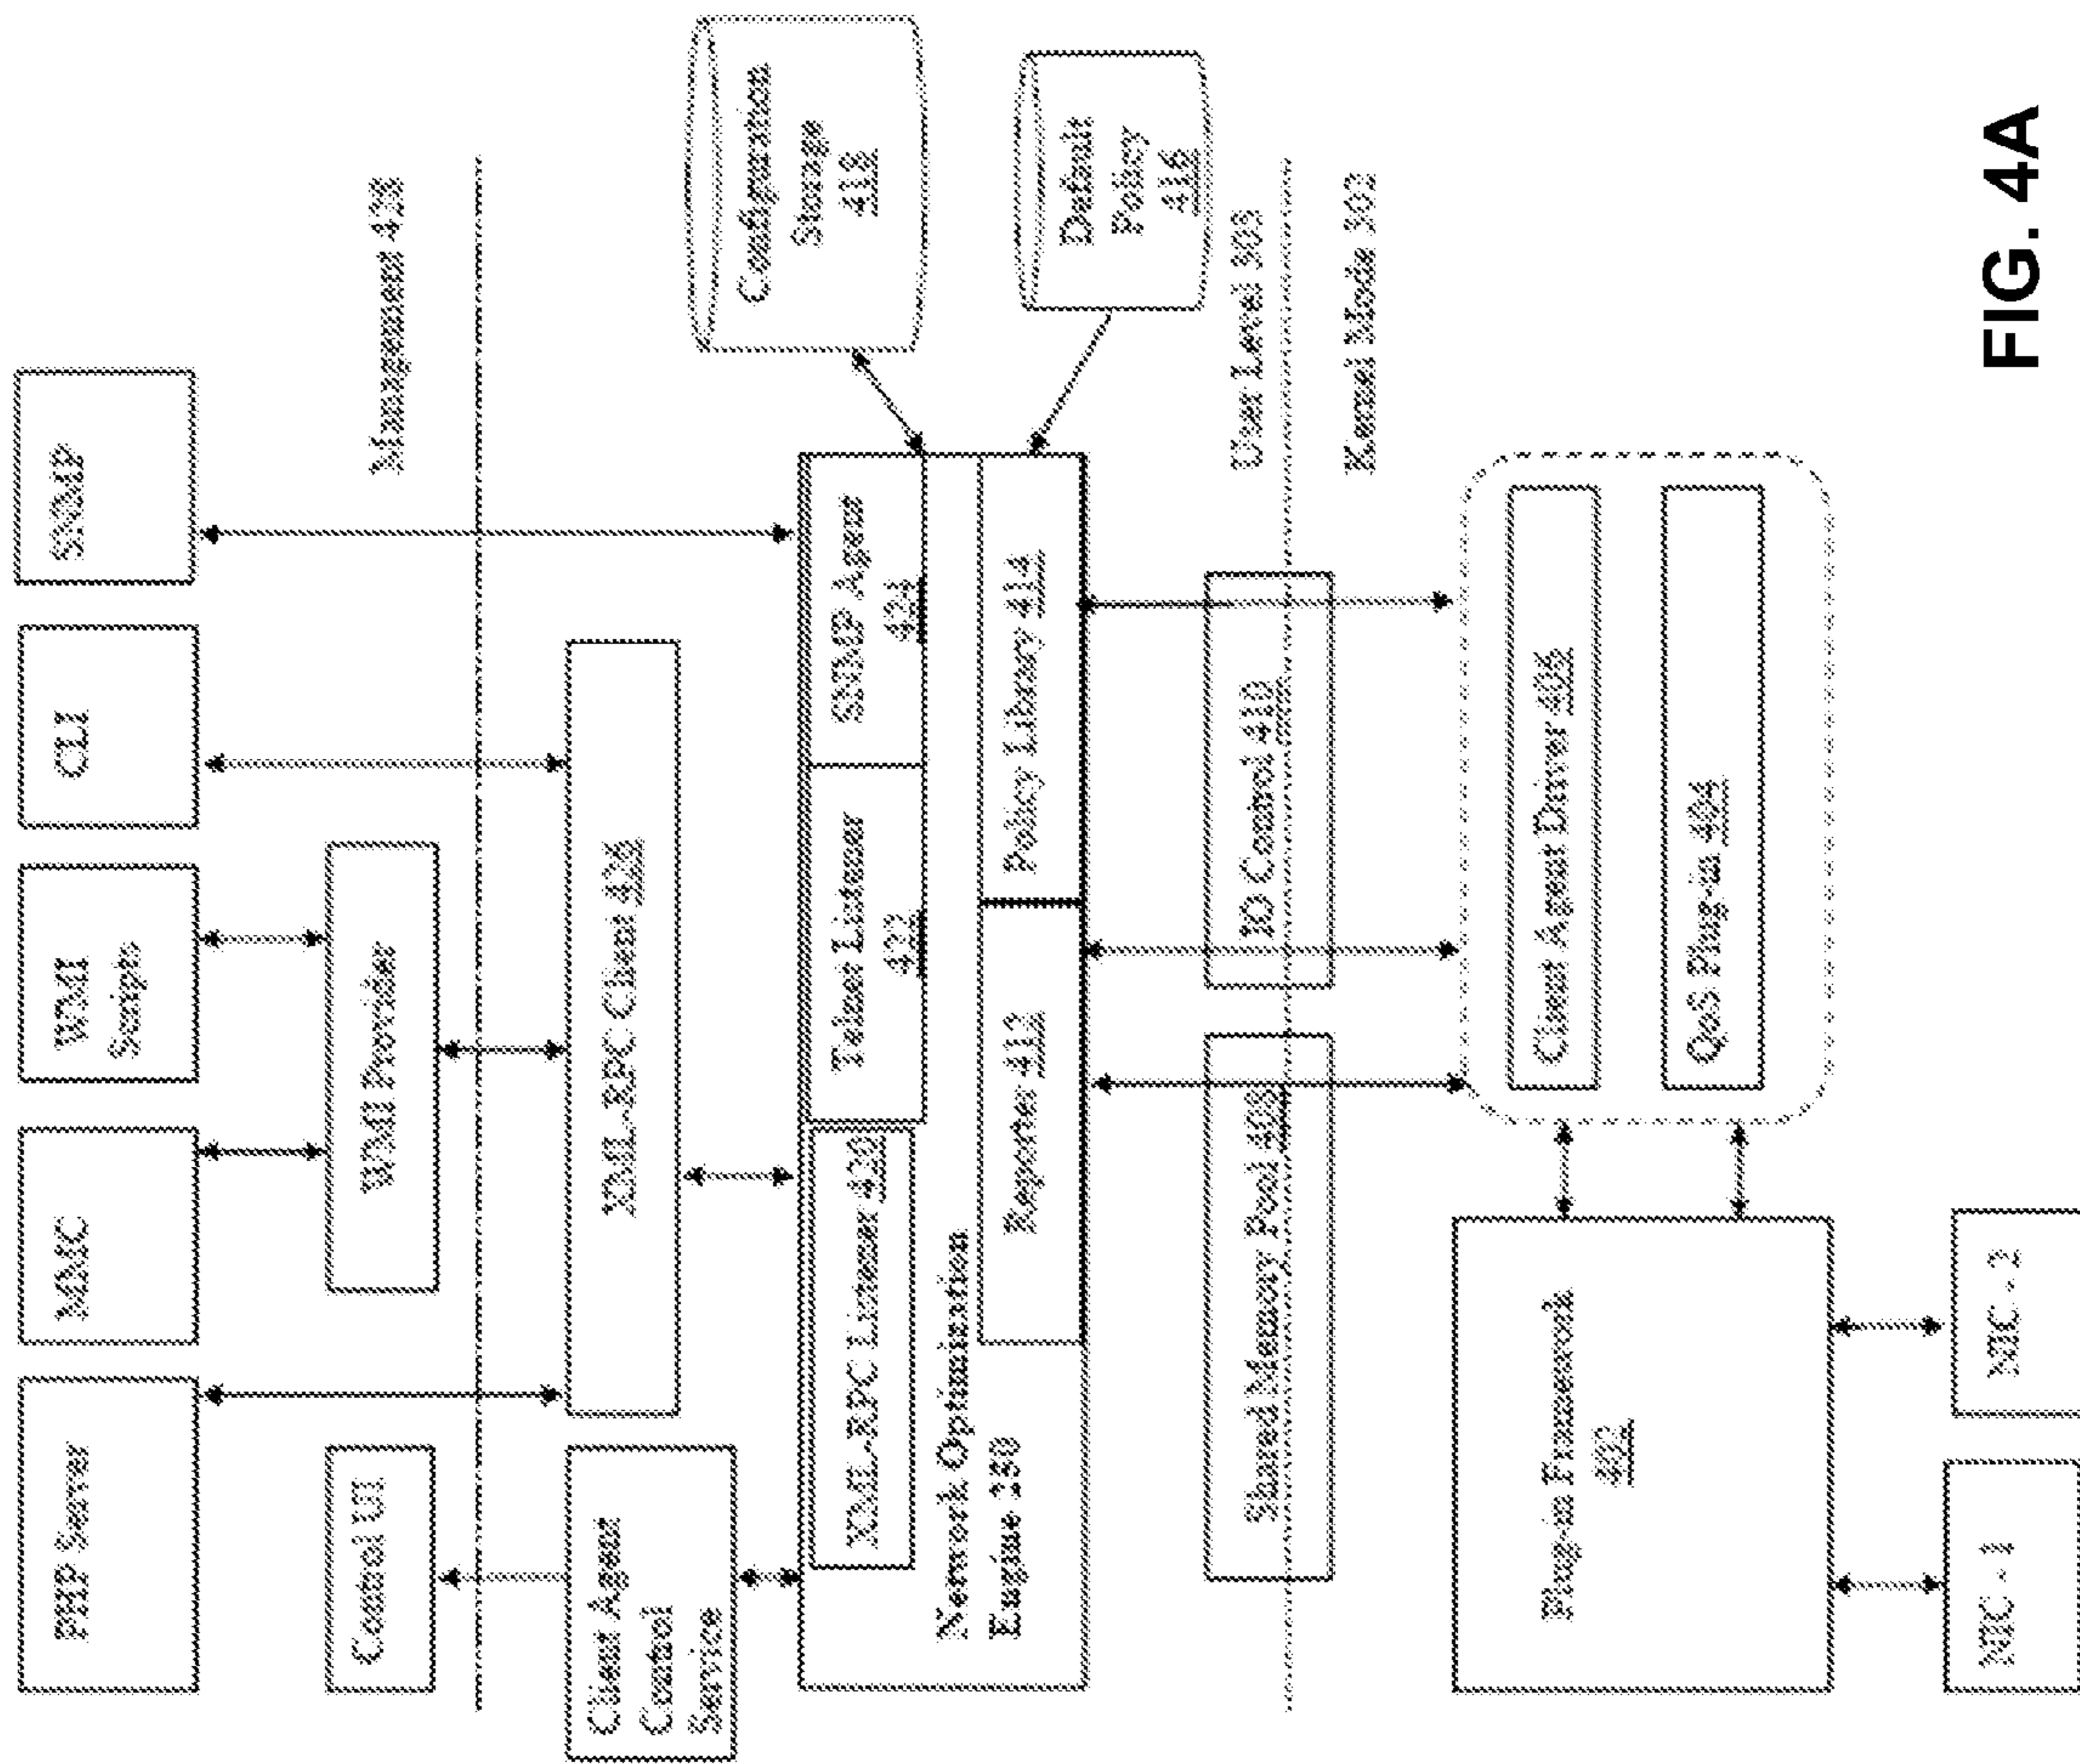 PHP Server
MMC
WMI
Scripts
CLI
SNMP
Control UI
WMI Provider
Management 428
Client Agent
Control
Service
XML-RPC Client 426
Configuration
Storage
418
XML-RPC Listener 420
Telnet Listener
422
SNMP Agent
424
Network Optimization
Engine 250
Reporter 412
Policy Library 414
Default
Policy
416
Shared Memory Pool 408
IO Control 410
User Level 303
Kernel Mode 302
Plug-in Framework
402
Client Agent Driver 406
QoS Plug-in 404
NIC - 1
NIC - 2
FIG. 4A